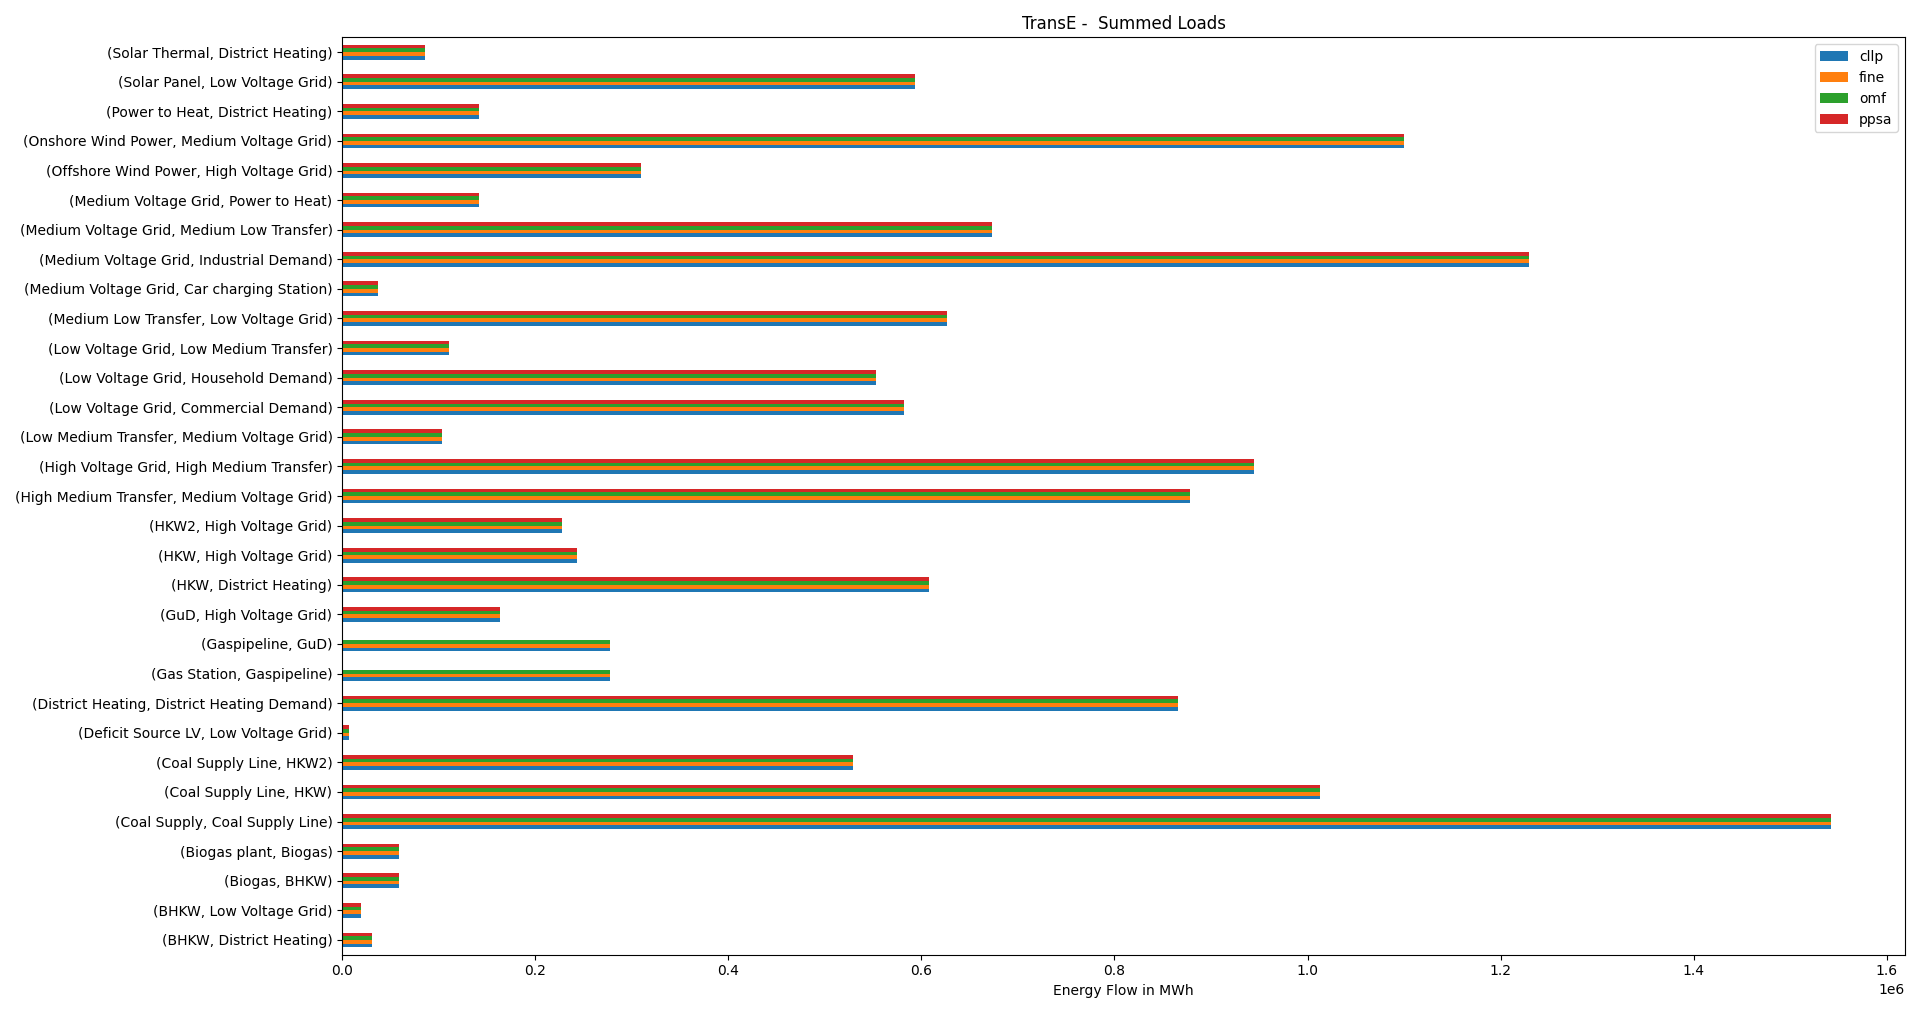 TransE -  Summed Loads
(Solar Thermal, District Heating)
(Solar Panel, Low Voltage Grid)
(Power to Heat, District Heating)
(Onshore Wind Power, Medium Voltage Grid)
(Offshore Wind Power, High Voltage Grid)
(Medium Voltage Grid, Power to Heat)
(Medium Voltage Grid, Medium Low Transfer)
(Medium Voltage Grid, Industrial Demand)
(Medium Voltage Grid, Car charging Station)
(Medium Low Transfer, Low Voltage Grid)
(Low Voltage Grid, Low Medium Transfer)
(Low Voltage Grid, Household Demand)
(Low Voltage Grid, Commercial Demand)
(Low Medium Transfer, Medium Voltage Grid)
(High Voltage Grid, High Medium Transfer)
(High Medium Transfer, Medium Voltage Grid)
(HKW2, High Voltage Grid)
(HKW, High Voltage Grid)
(HKW, District Heating)
(GuD, High Voltage Grid)
(Gaspipeline, GuD)
(Gas Station, Gaspipeline)
(District Heating, District Heating Demand)
(Deficit Source LV, Low Voltage Grid)
(Coal Supply Line, HKW2)
(Coal Supply Line, HKW)
(Coal Supply, Coal Supply Line)
(Biogas plant, Biogas)
(Biogas, BHKW)
(BHKW, Low Voltage Grid)
(BHKW, District Heating)
cllp
fine
omf
ppsa
0.0 0.2 0.4 0.6 0.8 1.0 1.2 1.4 1.6
1e6
Energy Flow in MWh